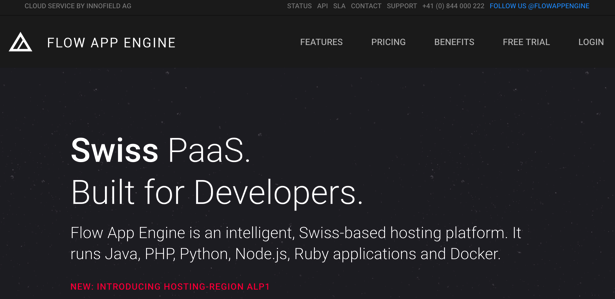 CLOUD SERVICE BY INNOFIELD AG
STATUS API SLA CONTACT SUPPORT +41 (0) 844 000 222 FOLLOW US @FLOWAPPENGINE
FLOW APP ENGINE
FEATURES PRICING BENEFITS FREE TRIAL LOGIN
Swiss PaaS.
Built for Developers.
Flow App Engine is an intelligent, Swiss-based hosting platform. It
runs Java, PHP, Python, Node.js, Ruby applications and Docker.
NEW: INTRODUCING HOSTING-REGION ALP1